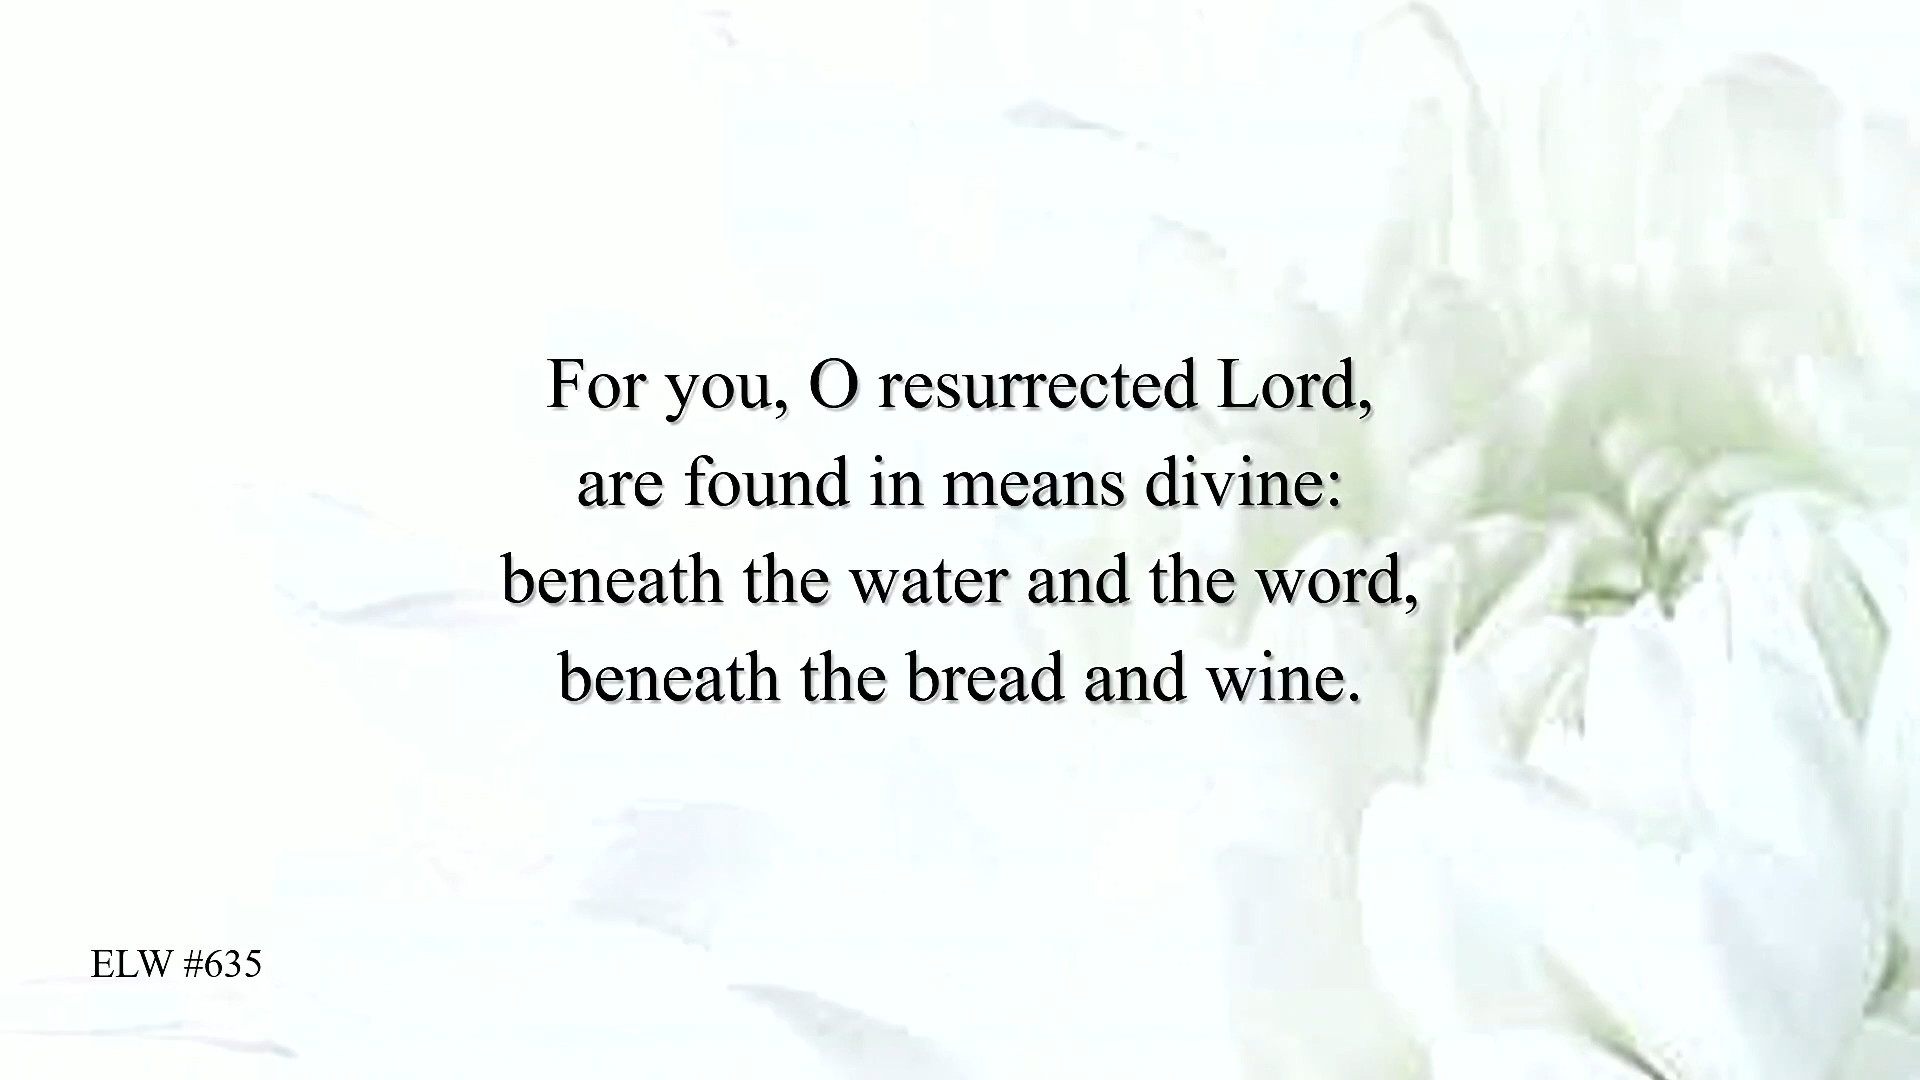 For you, O resurrected Lord,
are found in means divine:
beneath the water and the word,
beneath the bread and wine.
ELW #635